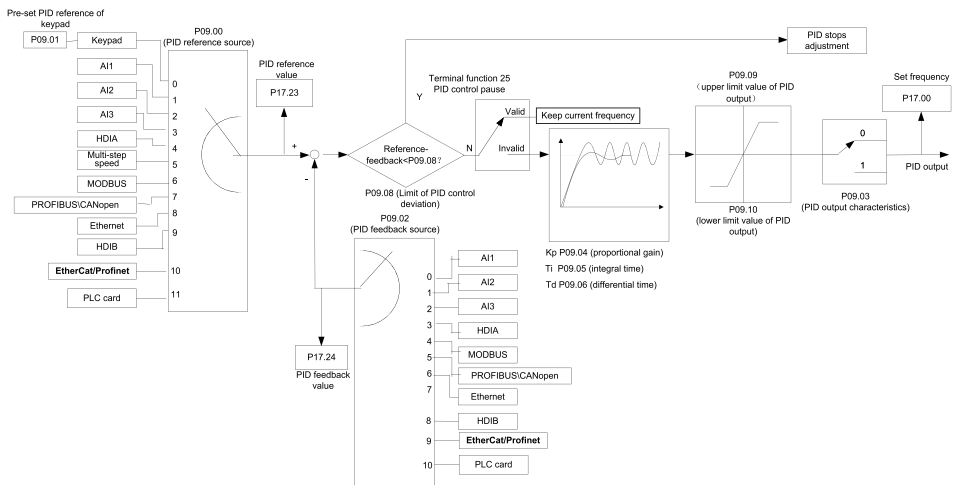 Pre-set PID reference of
keypad
P09.01
Keypad
AI1
AI2
AI3
HDIA
Multi-step
speed
MODBUS
PROFIBUS\CANopen
Ethernet
HDIB
EtherCat/Profinet
PLC card
P09.00
(PID reference source)
0
1
2
3
4
5
6
7
8
9
10
11
PID reference
value
P17.23
+
-
P17.24
PID feedback
value
Reference-
feedback<P09.08?
Y
N
P09.08 (Limit of PID control
deviation)
P09.02
(PID feedback source)
0
1
2
3
4
5
6
7
8
9
10
AI1
AI2
AI3
HDIA
MODBUS
PROFIBUS\CANopen
Ethernet
HDIB
EtherCat/Profinet
PLC card
Terminal function 25
PID control pause
Valid
Invalid
Keep current frequency
PID stops
adjustment
Kp P09.04 (proportional gain)
Ti P09.05 (integral time)
Td P09.06 (differential time)
P09.09
(upper limit value of PID
output)
P09.10
(lower limit value of PID
output)
0
1
P09.03
(PID output characteristics)
Set frequency
P17.00
PID output